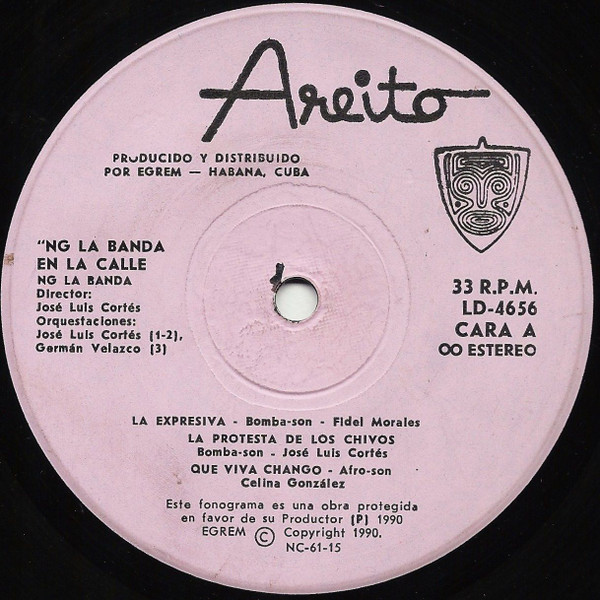 Areito
PRODUCIDO Y DISTRIBUIDO
POR EGREM — HABANA, CUBA
"NG LA BANDA
EN LA CALLE
NG LA BANDA
Director:
José Luis Cortés
Orquestaciones:
José Luis Cortés (1-2),
Germán Velazco (3)
33 R.P.M.
LD-4656
CARA A
OO ESTEREO
LA EXPRESIVA - Bomba-son - Fidel Morales
LA PROTESTA DE LOS CHIVOS
Bomba-son - José Luis Cortés
QUE VIVA CHANGO - Afro-son
Celina González
Este fonograma es una obra protegida
en favor de su Productor (P) 1990
EGREM © Copyright 1990.
NC-61-15